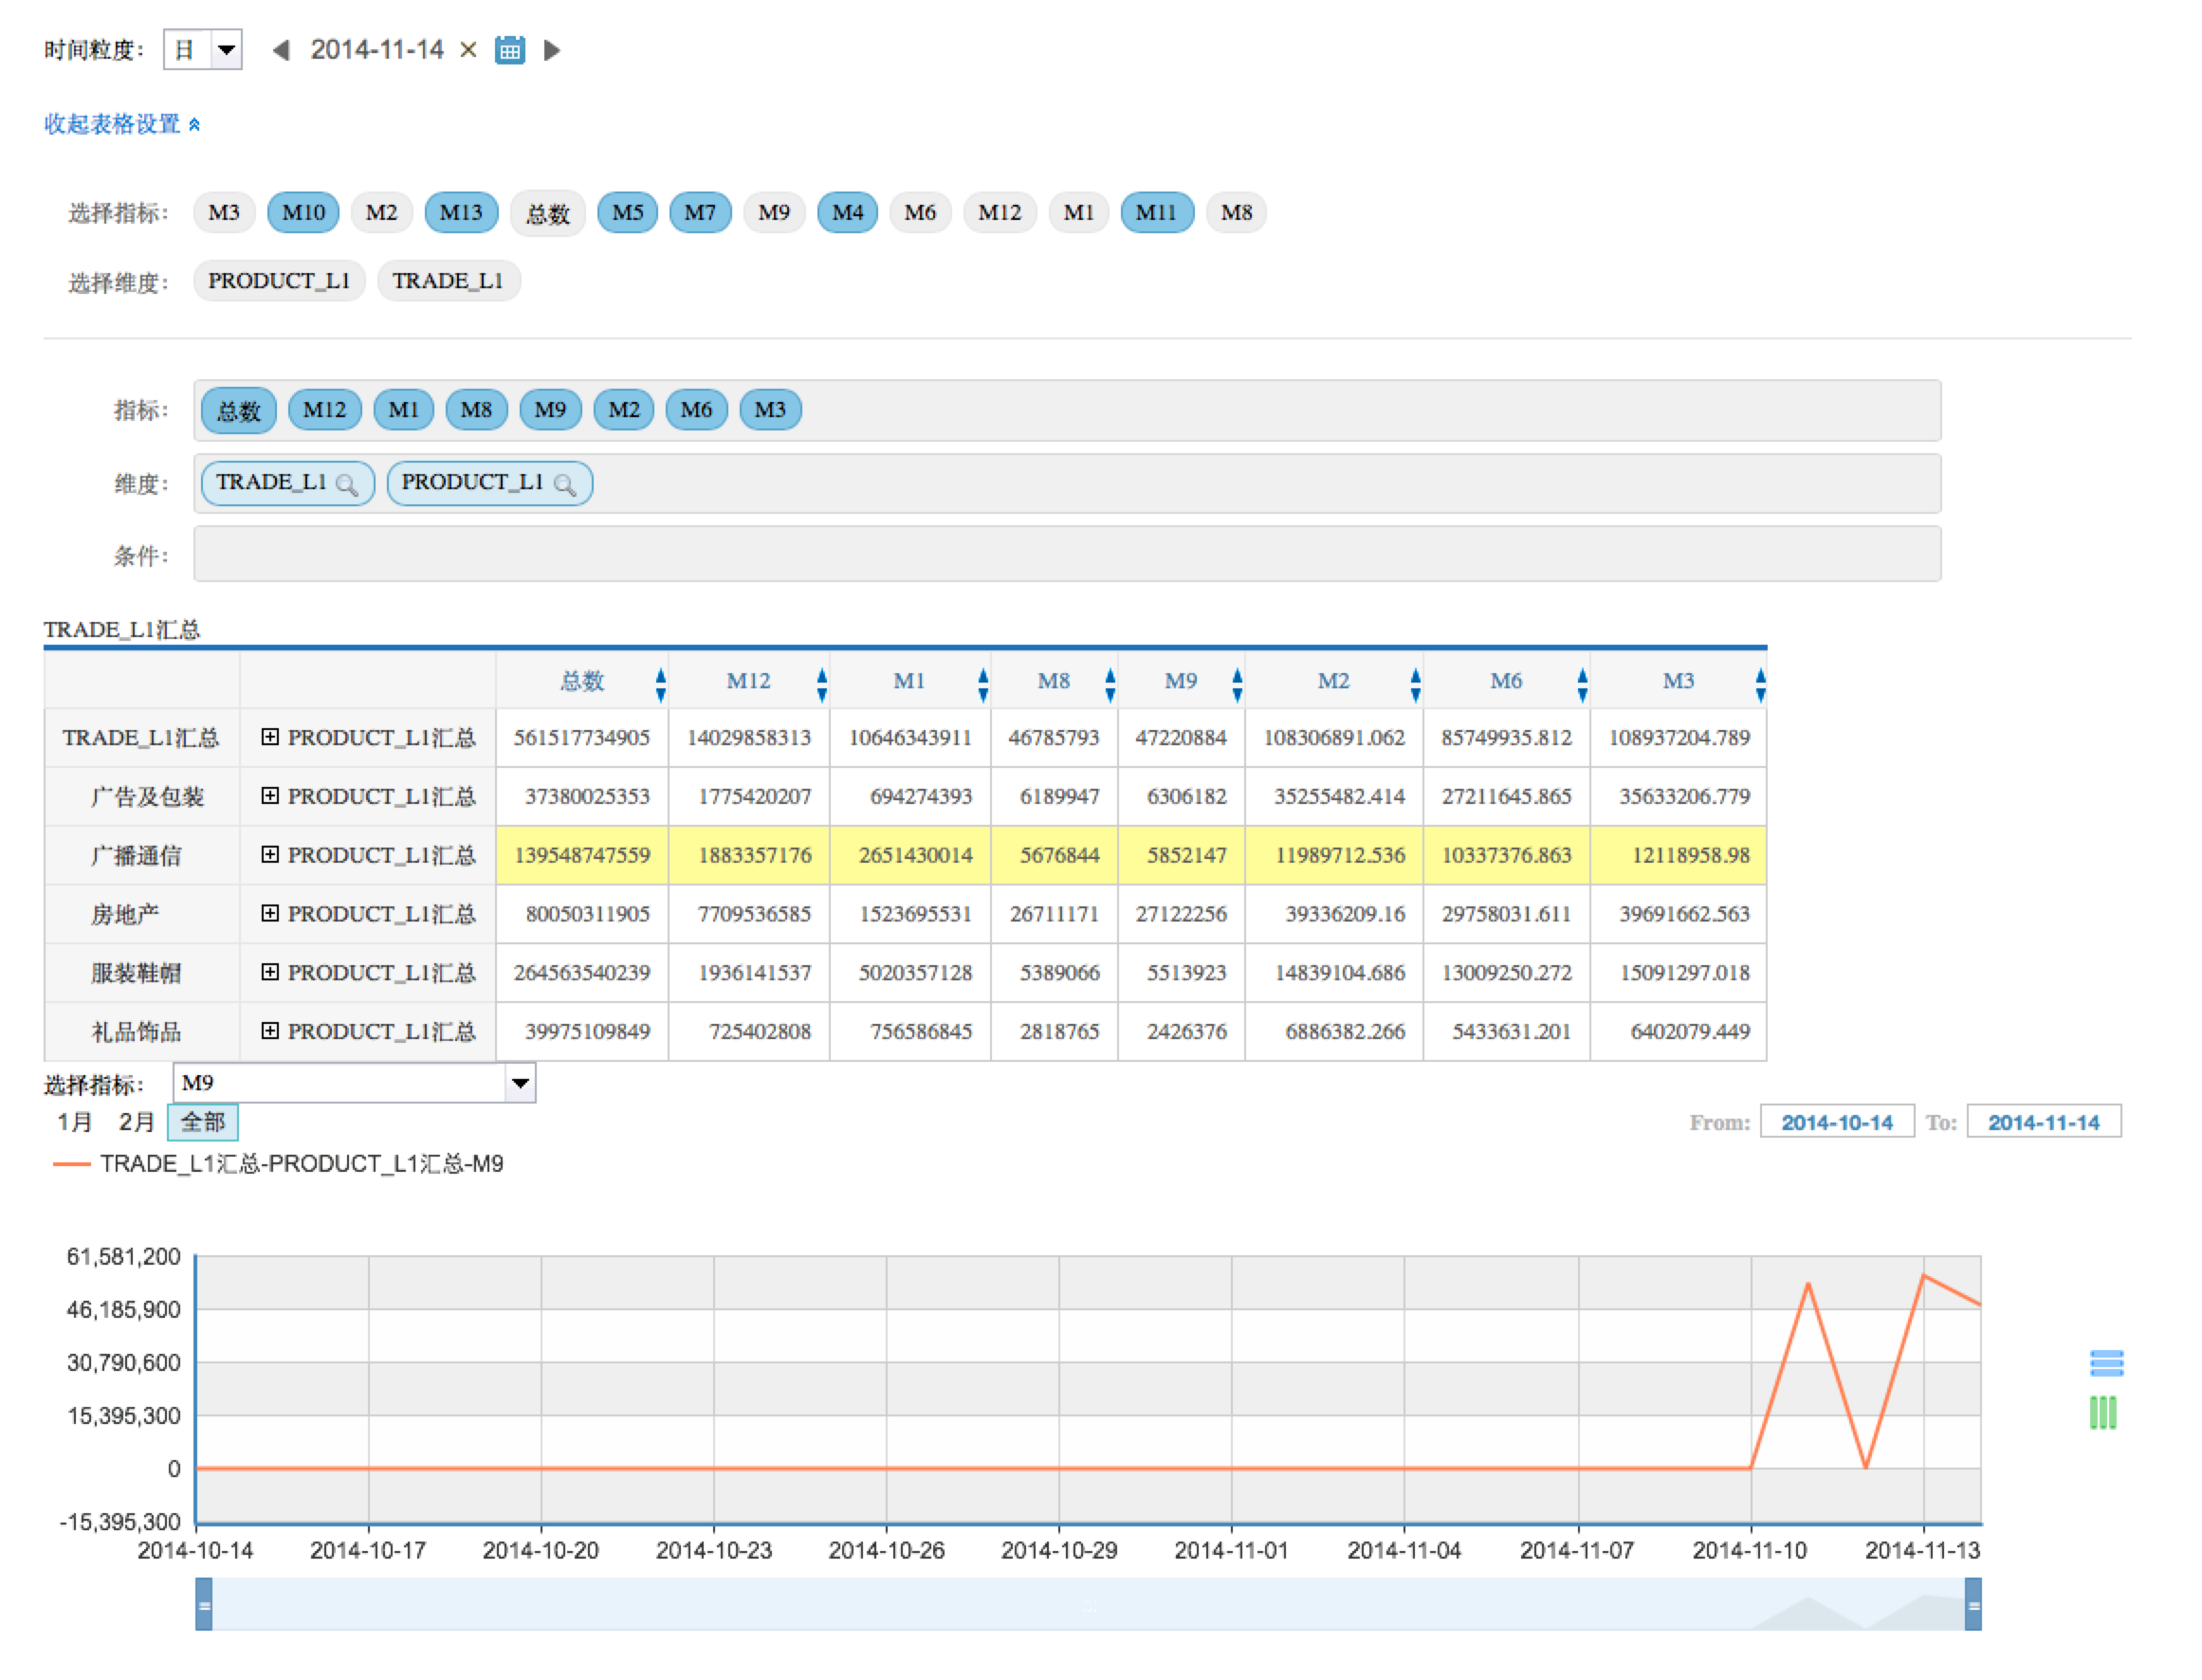 时间粒度： 日 2014-11-14 ×
收起表格设置
选择指标： M3 M10 M2 M13 总数 M5 M7 M9 M4 M6 M12 M1 M11 M8
选择维度： PRODUCT_L1 TRADE_L1
指标： 总数 M12 M1 M8 M9 M2 M6 M3
维度： TRADE_L1 PRODUCT_L1
条件：
TRADE_L1汇总
总数 M12 M1 M8 M9 M2 M6 M3
TRADE_L1汇总 PRODUCT_L1汇总 561517734905 14029858313 10646343911 46785793 47220884 108306891.062 85749935.812 108937204.789
广告及包装 PRODUCT_L1汇总 37380025353 1775420207 694274393 6189947 6306182 35255482.414 27211645.865 35633206.779
广播通信 PRODUCT_L1汇总 139548747559 1883357176 2651430014 5676844 5852147 11989712.536 10337376.863 12118958.98
房地产 PRODUCT_L1汇总 80050311905 7709536585 1523695531 26711171 27122256 39336209.16 29758031.611 39691662.563
服装鞋帽 PRODUCT_L1汇总 264563540239 1936141537 5020357128 5389066 5513923 14839104.686 13009250.272 15091297.018
礼品饰品 PRODUCT_L1汇总 39975109849 725402808 756586845 2818765 2426376 6886382.266 5433631.201 6402079.449
选择指标： M9
1月 2月 全部 From: 2014-10-14 To: 2014-11-14
TRADE_L1汇总-PRODUCT_L1汇总-M9
61,581,200
46,185,900
30,790,600
15,395,300
0
-15,395,300
2014-10-14 2014-10-17 2014-10-20 2014-10-23 2014-10-26 2014-10-29 2014-11-01 2014-11-04 2014-11-07 2014-11-10 2014-11-13